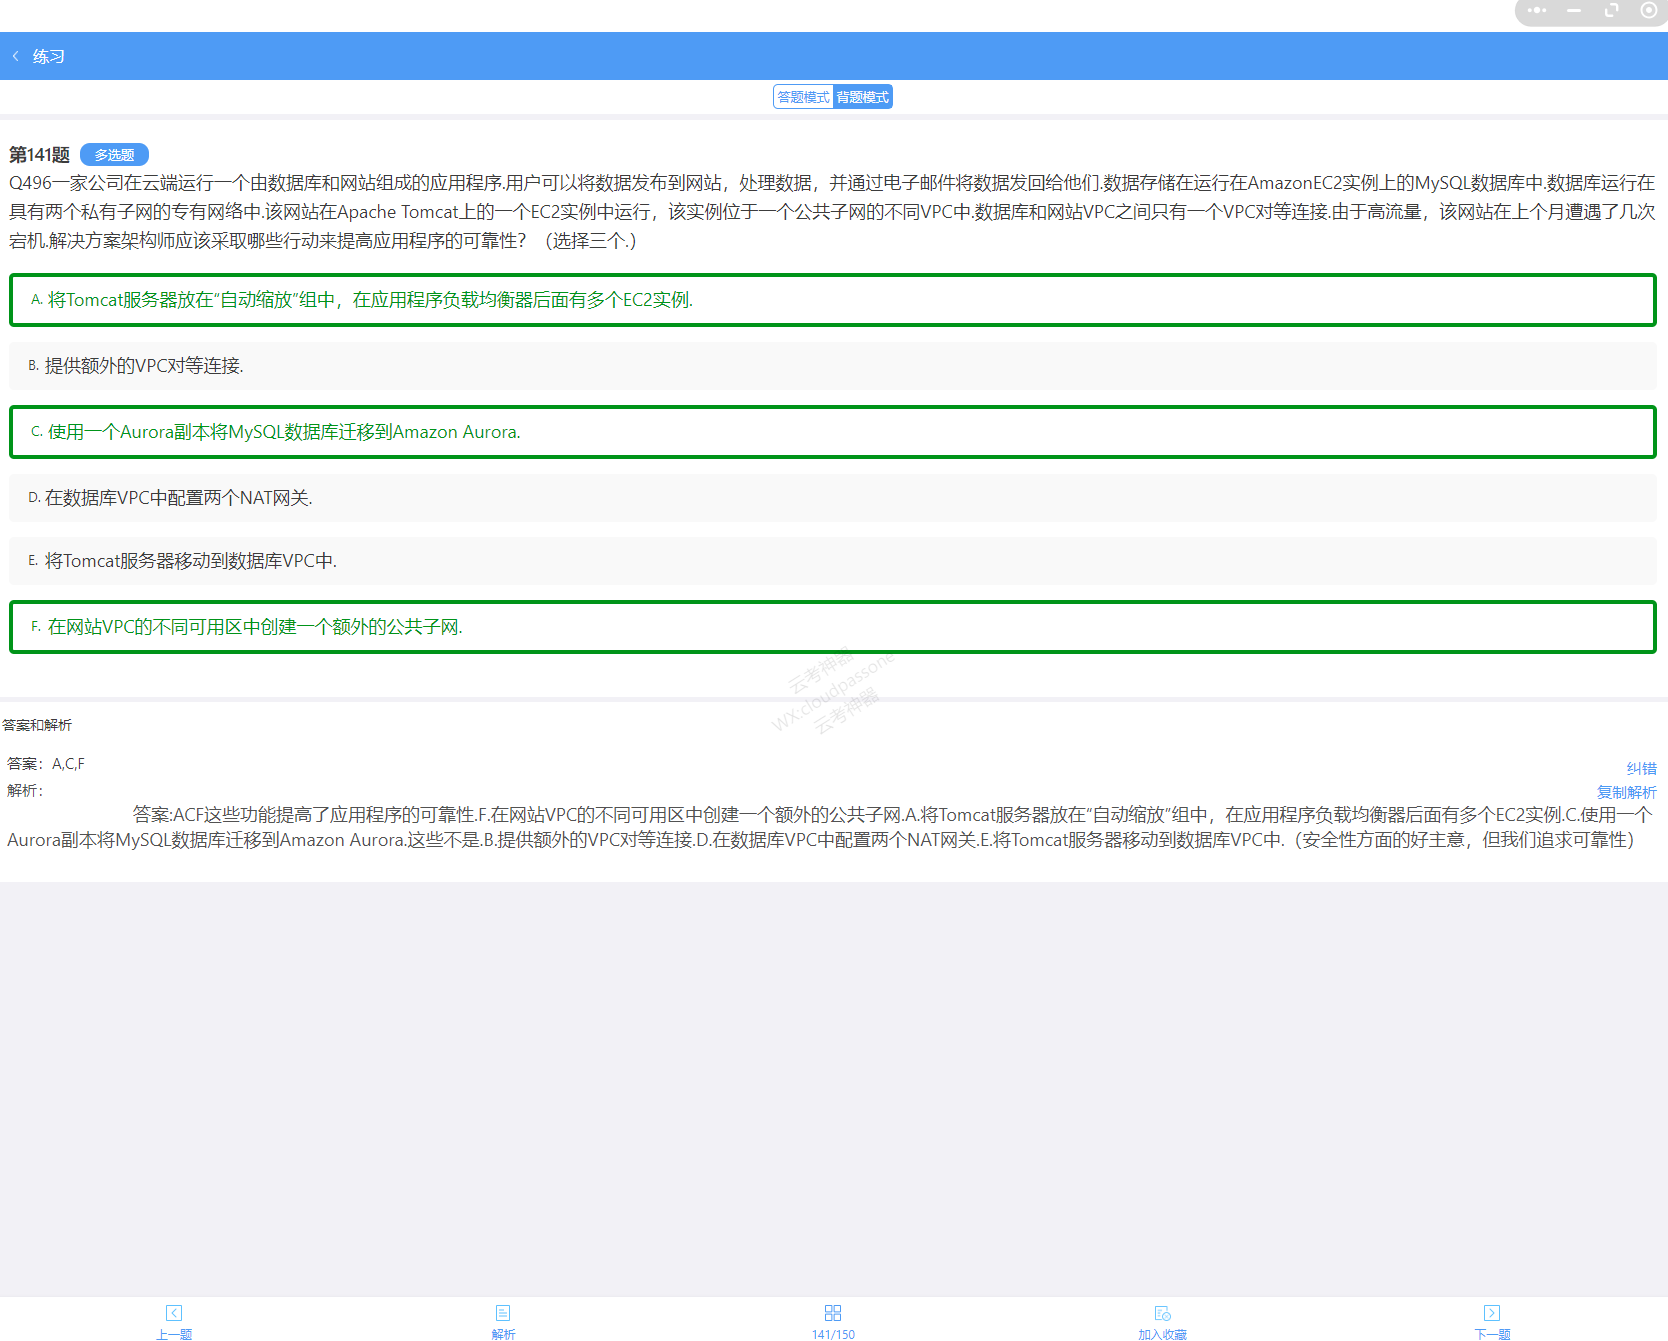 练习
答题模式 背题模式
第141题 多选题
Q496一家公司在云端运行一个由数据库和网站组成的应用程序.用户可以将数据发布到网站，处理数据，并通过电子邮件将数据发回给他们.数据存储在运行在AmazonEC2实例上的MySQL数据库中.数据库运行在
具有两个私有子网的专有网络中.该网站在Apache Tomcat上的一个EC2实例中运行，该实例位于一个公共子网的不同VPC中.数据库和网站VPC之间只有一个VPC对等连接.由于高流量，该网站在上个月遭遇了几次
宕机.解决方案架构师应该采取哪些行动来提高应用程序的可靠性？（选择三个.）
A. 将Tomcat服务器放在“自动缩放”组中，在应用程序负载均衡器后面有多个EC2实例.
B. 提供额外的VPC对等连接.
C. 使用一个Aurora副本将MySQL数据库迁移到Amazon Aurora.
D. 在数据库VPC中配置两个NAT网关.
E. 将Tomcat服务器移动到数据库VPC中.
F. 在网站VPC的不同可用区中创建一个额外的公共子网.
云考神器
WX:cloudpassone
云考神器
答案和解析
答案：A,C,F
纠错
解析：
复制解析
答案:ACF这些功能提高了应用程序的可靠性.F.在网站VPC的不同可用区中创建一个额外的公共子网.A.将Tomcat服务器放在“自动缩放”组中，在应用程序负载均衡器后面有多个EC2实例.C.使用一个
Aurora副本将MySQL数据库迁移到Amazon Aurora.这些不是.B.提供额外的VPC对等连接.D.在数据库VPC中配置两个NAT网关.E.将Tomcat服务器移动到数据库VPC中.（安全性方面的好主意，但我们追求可靠性）
上一题 解析 141/150 加入收藏 下一题